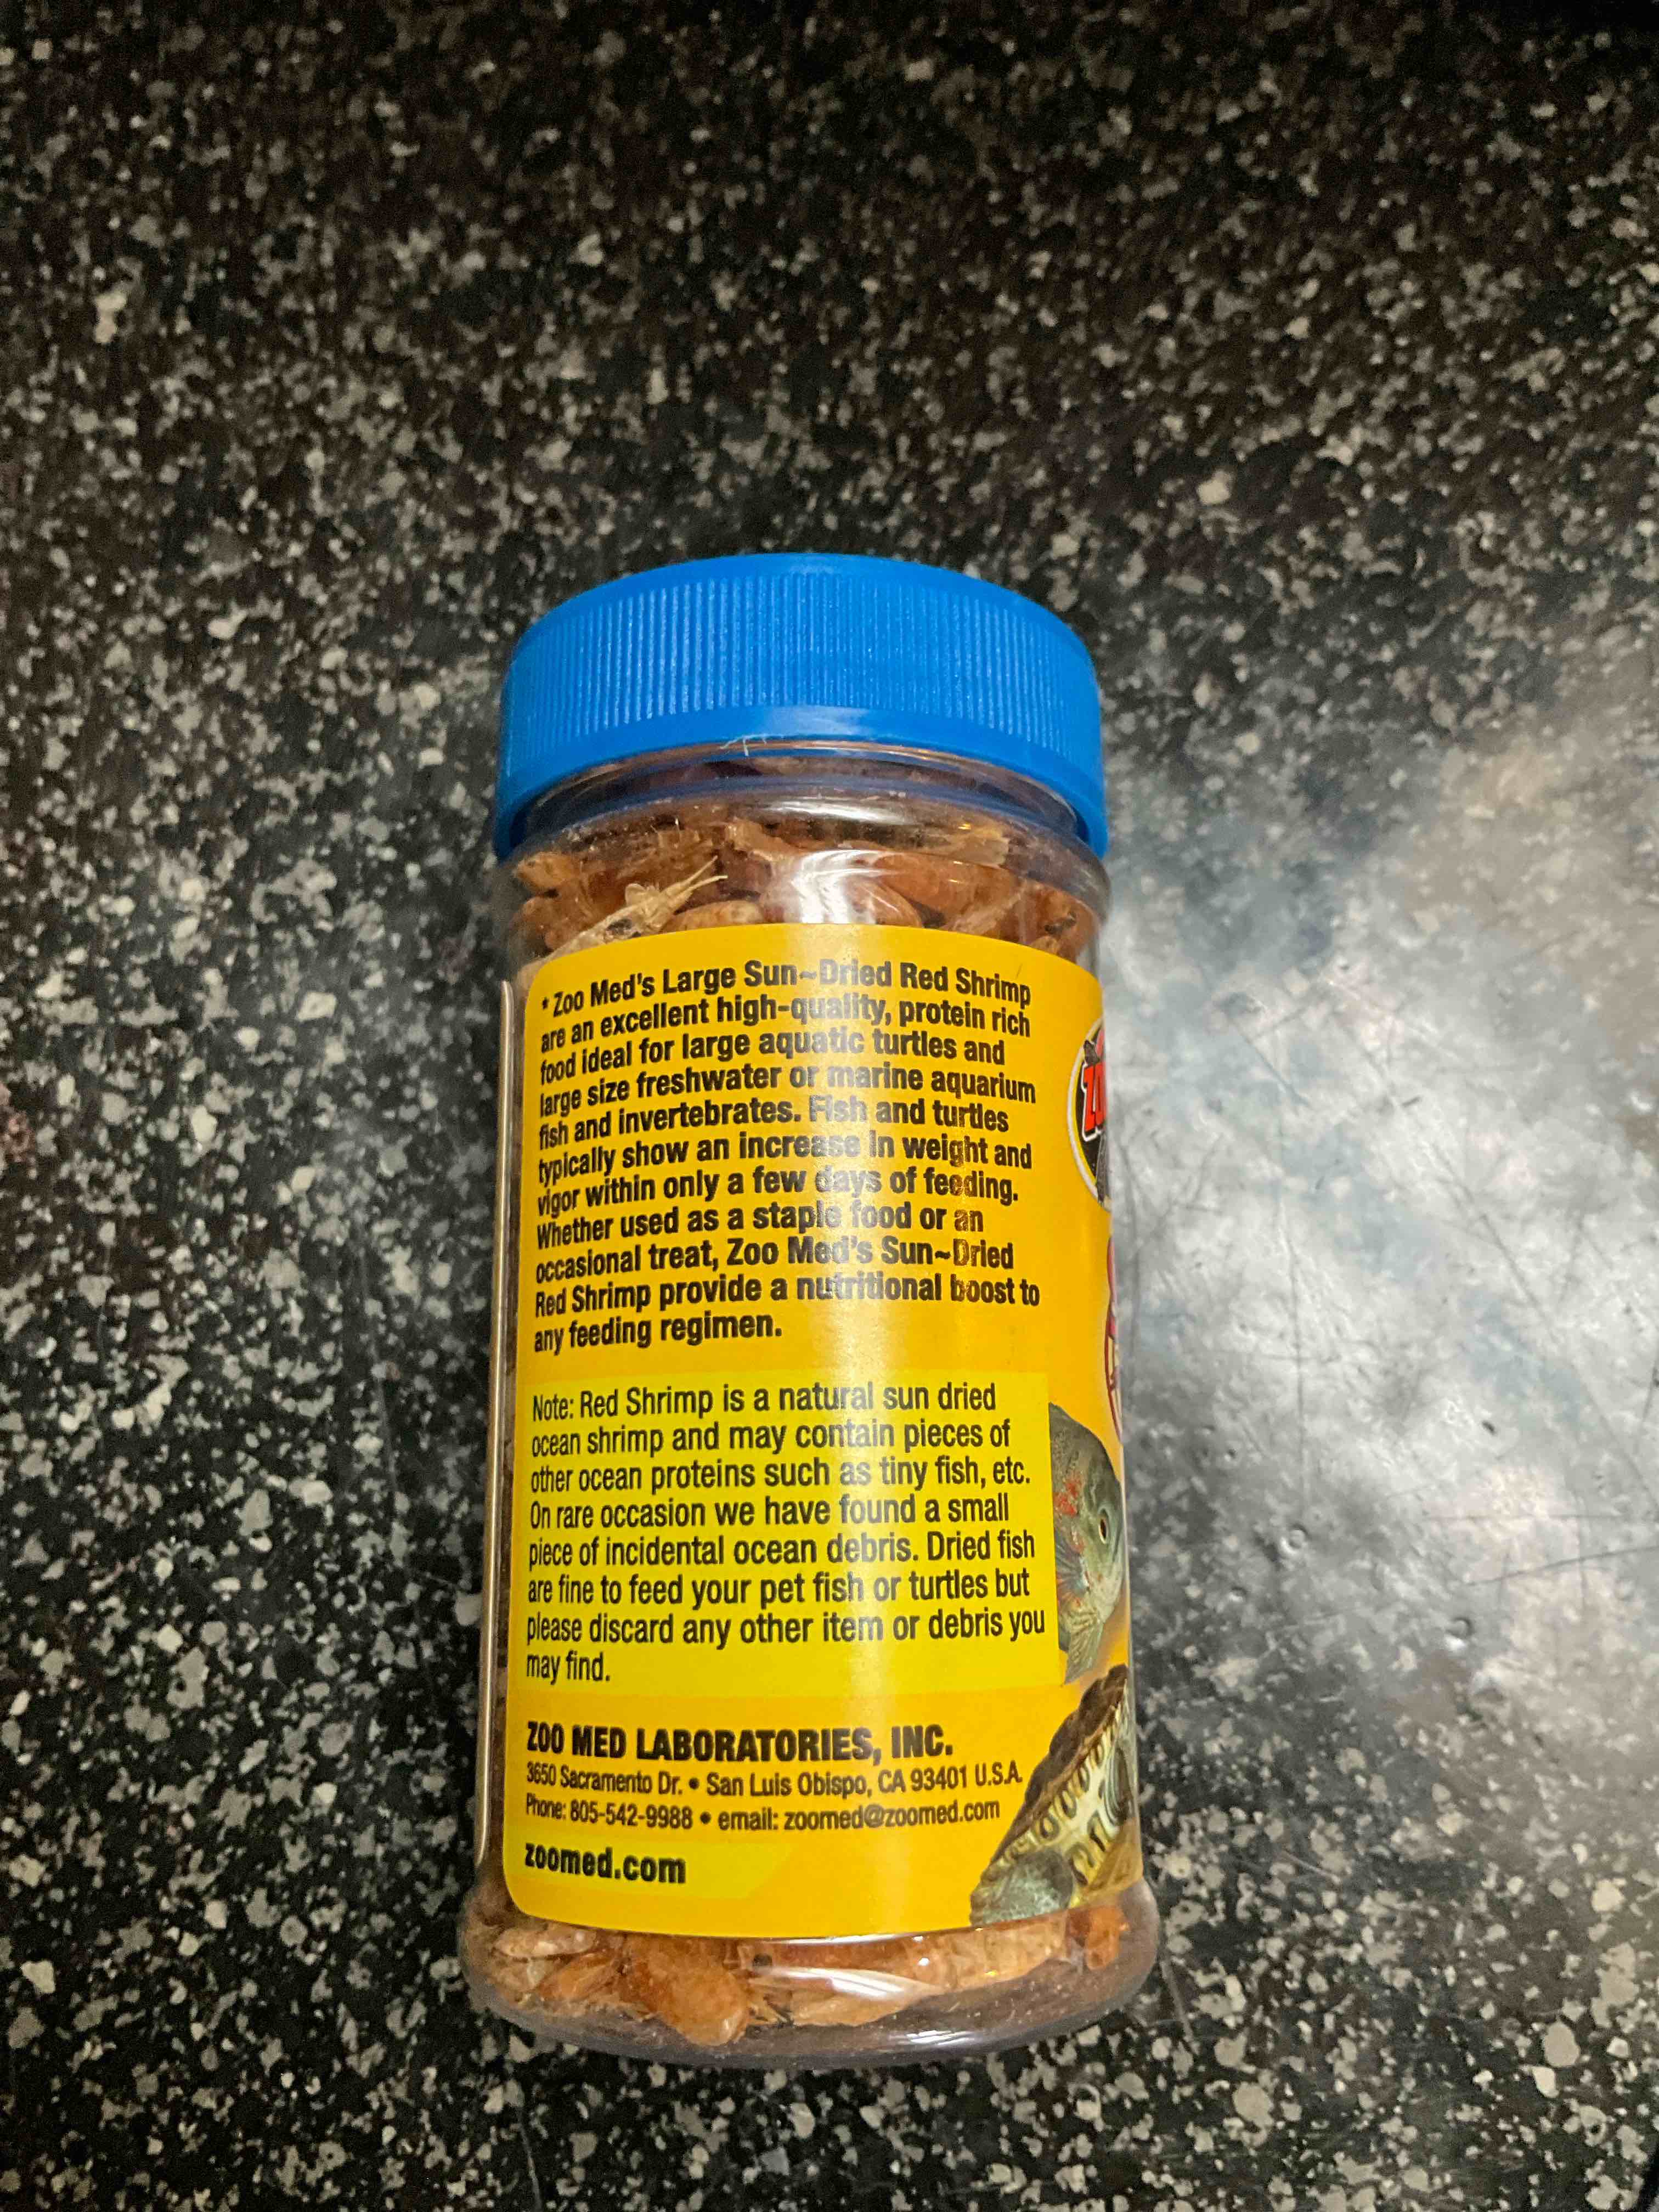 * Zoo Med's Large Sun~Dried Red Shrimp
are an excellent high-quality, protein rich
food ideal for large aquatic turtles and
large size freshwater or marine aquarium
fish and invertebrates. Fish and turtles
typically show an increase in weight and
vigor within only a few days of feeding.
Whether used as a staple food or an
occasional treat, Zoo Med's Sun~Dried
Red Shrimp provide a nutritional boost to
any feeding regimen.
Note: Red Shrimp is a natural sun dried
ocean shrimp and may contain pieces of
other ocean proteins such as tiny fish, etc.
On rare occasion we have found a small
piece of incidental ocean debris. Dried fish
are fine to feed your pet fish or turtles but
please discard any other item or debris you
may find.
ZOO MED LABORATORIES, INC.
3650 Sacramento Dr. • San Luis Obispo, CA 93401 U.S.A.
Phone: 805-542-9988 • email: zoomed@zoomed.com
zoomed.com